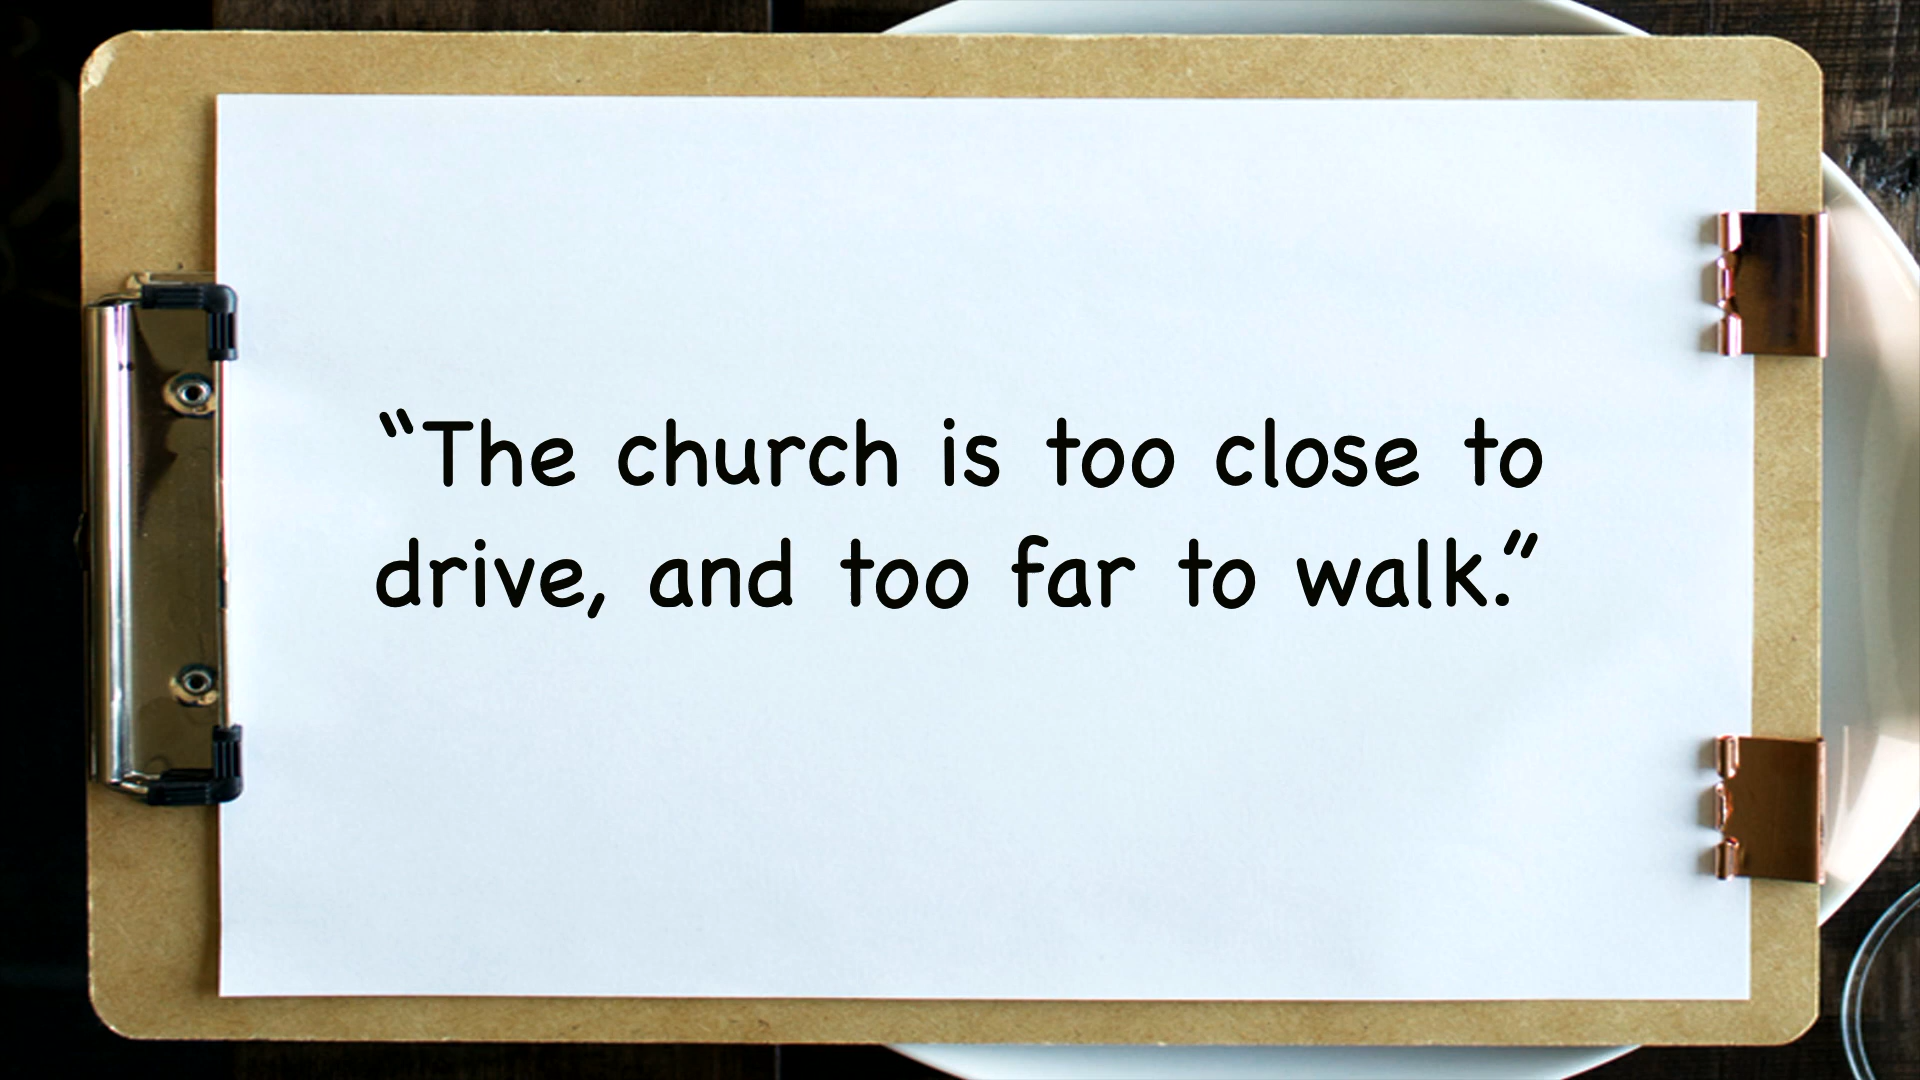 “The church is too close to
drive, and too far to walk.”